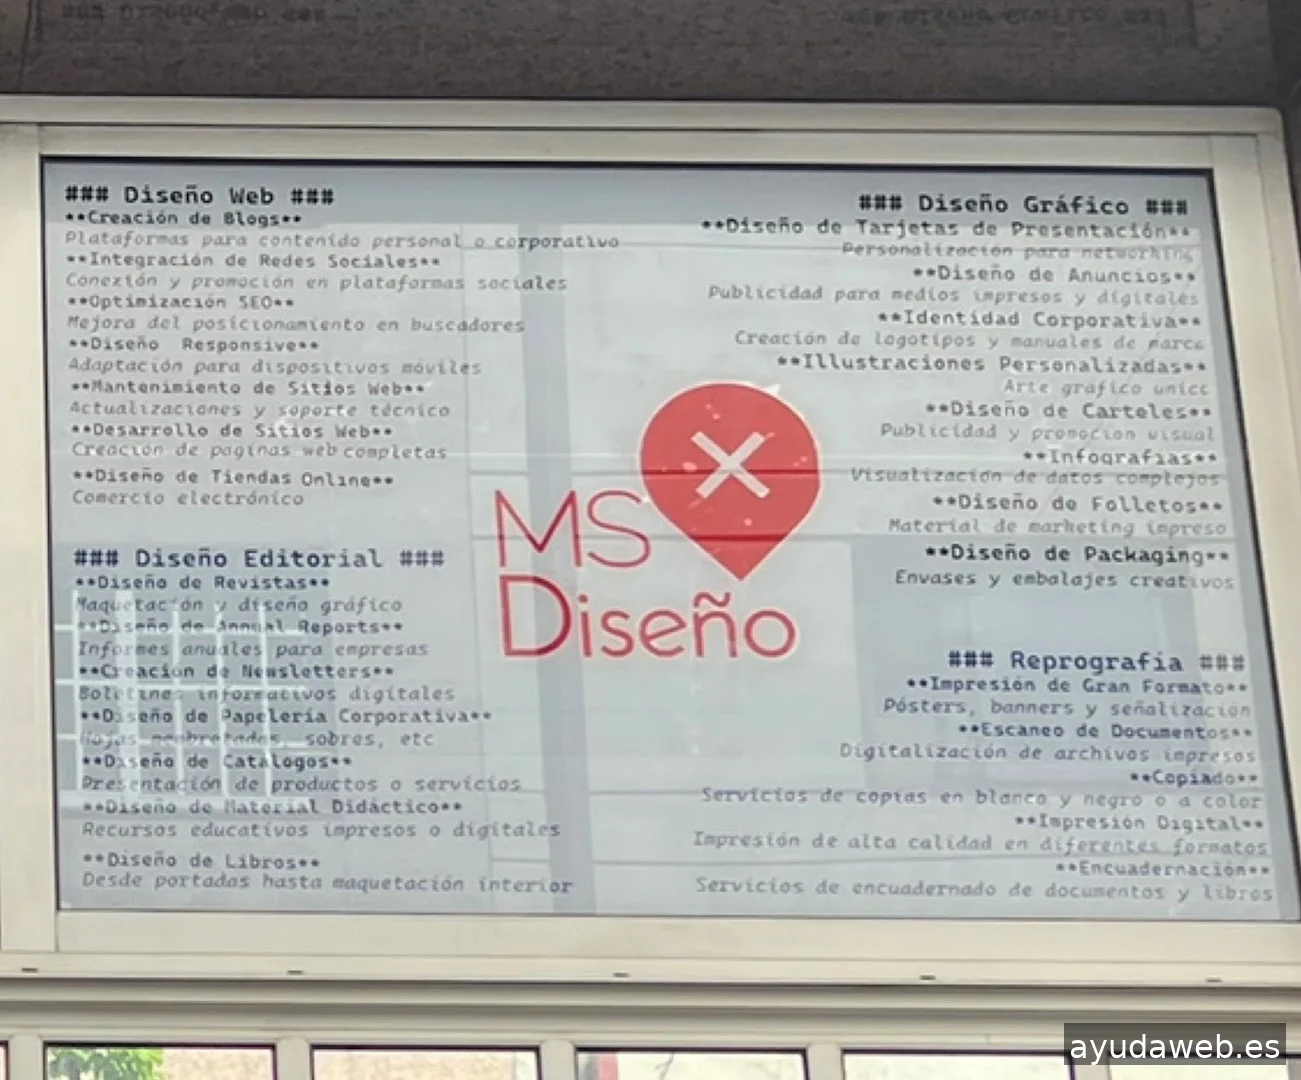 ### Diseño Web ###
**Creación de Blogs**
Plataformas para contenido personal o corporativo
**Integración de Redes Sociales**
Conexión y promoción en plataformas sociales
**Optimización SEO**
Mejora del posicionamiento en buscadores
**Diseño Responsive**
Adaptación para dispositivos móviles
**Mantenimiento de Sitios Web**
Actualizaciones y soporte técnico
**Desarrollo de Sitios Web**
Creación de paginas web completas
**Diseño de Tiendas Online**
Comercio electrónico
### Diseño Editorial ###
**Diseño de Revistas**
Maquetación y diseño gráfico
**Diseño de Annual Reports**
Informes anuales para empresas
**Creación de Newsletters**
Boletines informativos digitales
**Diseño de Papelería Corporativa**
Hojas membretadas, sobres, etc
**Diseño de Catálogos**
Presentación de productos o servicios
**Diseño de Material Didáctico**
Recursos educativos impresos o digitales
**Diseño de Libros**
Desde portadas hasta maquetación interior
MS
Diseño
### Diseño Gráfico ###
**Diseño de Tarjetas de Presentación**
Personalización para networking
**Diseño de Anuncios**
Publicidad para medios impresos y digitales
**Identidad Corporativa**
Creación de logotipos y manuales de marca
**Illustraciones Personalizadas**
Arte gráfico unico
**Diseño de Carteles**
Publicidad y promocion visual
**Infografias**
Visualización de datos complejos
**Diseño de Folletos**
Material de marketing impreso
**Diseño de Packaging**
Envases y embalajes creativos
### Reprografia ###
**Impresión de Gran Formato**
Pósters, banners y señalizacion
**Escaneo de Documentos**
Digitalización de archivos impresos
**Copiado**
Servicios de copias en blanco y negro o a color
**Impresión Digital**
Impresión de alta calidad en diferentes formatos
**Encuadernación**
Servicios de encuadernado de documentos y libros
ayudaweb.es